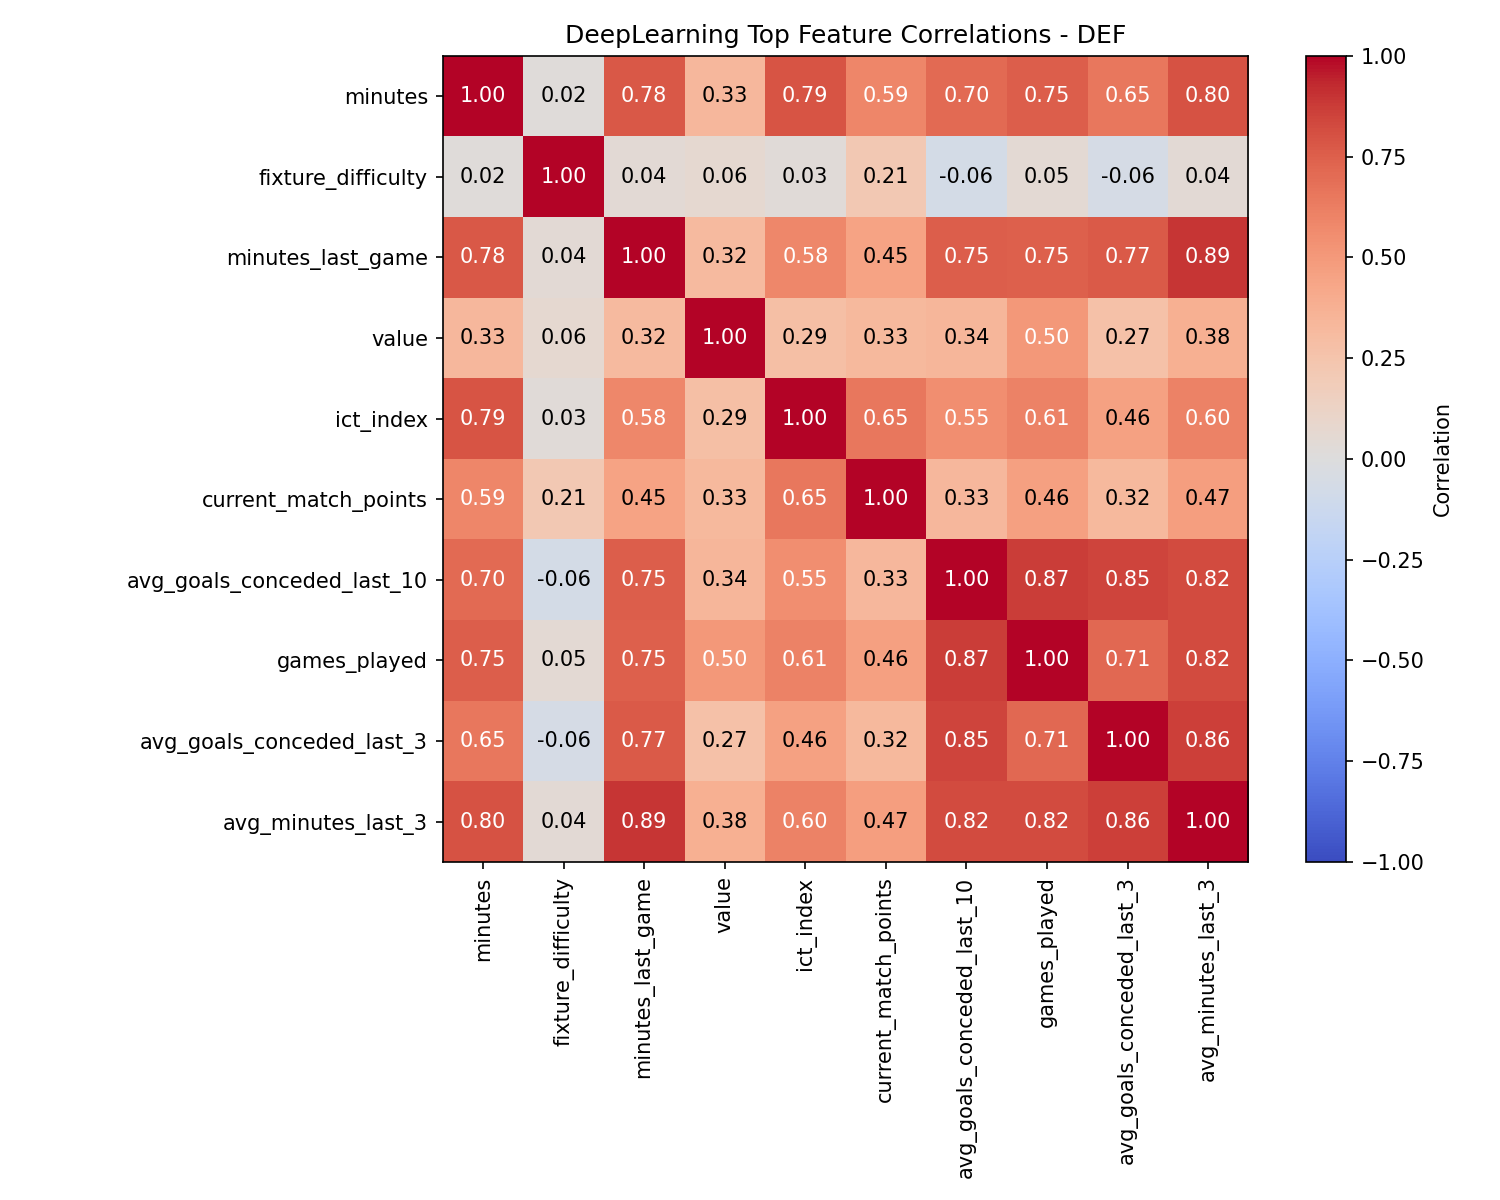 DeepLearning Top Feature Correlations - DEF
minutes 1.00 0.02 0.78 0.33 0.79 0.59 0.70 0.75 0.65 0.80
fixture_difficulty 0.02 1.00 0.04 0.06 0.03 0.21 -0.06 0.05 -0.06 0.04
minutes_last_game 0.78 0.04 1.00 0.32 0.58 0.45 0.75 0.75 0.77 0.89
value 0.33 0.06 0.32 1.00 0.29 0.33 0.34 0.50 0.27 0.38
ict_index 0.79 0.03 0.58 0.29 1.00 0.65 0.55 0.61 0.46 0.60
current_match_points 0.59 0.21 0.45 0.33 0.65 1.00 0.33 0.46 0.32 0.47
avg_goals_conceded_last_10 0.70 -0.06 0.75 0.34 0.55 0.33 1.00 0.87 0.85 0.82
games_played 0.75 0.05 0.75 0.50 0.61 0.46 0.87 1.00 0.71 0.82
avg_goals_conceded_last_3 0.65 -0.06 0.77 0.27 0.46 0.32 0.85 0.71 1.00 0.86
avg_minutes_last_3 0.80 0.04 0.89 0.38 0.60 0.47 0.82 0.82 0.86 1.00
minutes
fixture_difficulty
minutes_last_game
value
ict_index
current_match_points
avg_goals_conceded_last_10
games_played
avg_goals_conceded_last_3
avg_minutes_last_3
1.00
0.75
0.50
0.25
0.00
−0.25
−0.50
−0.75
−1.00
Correlation